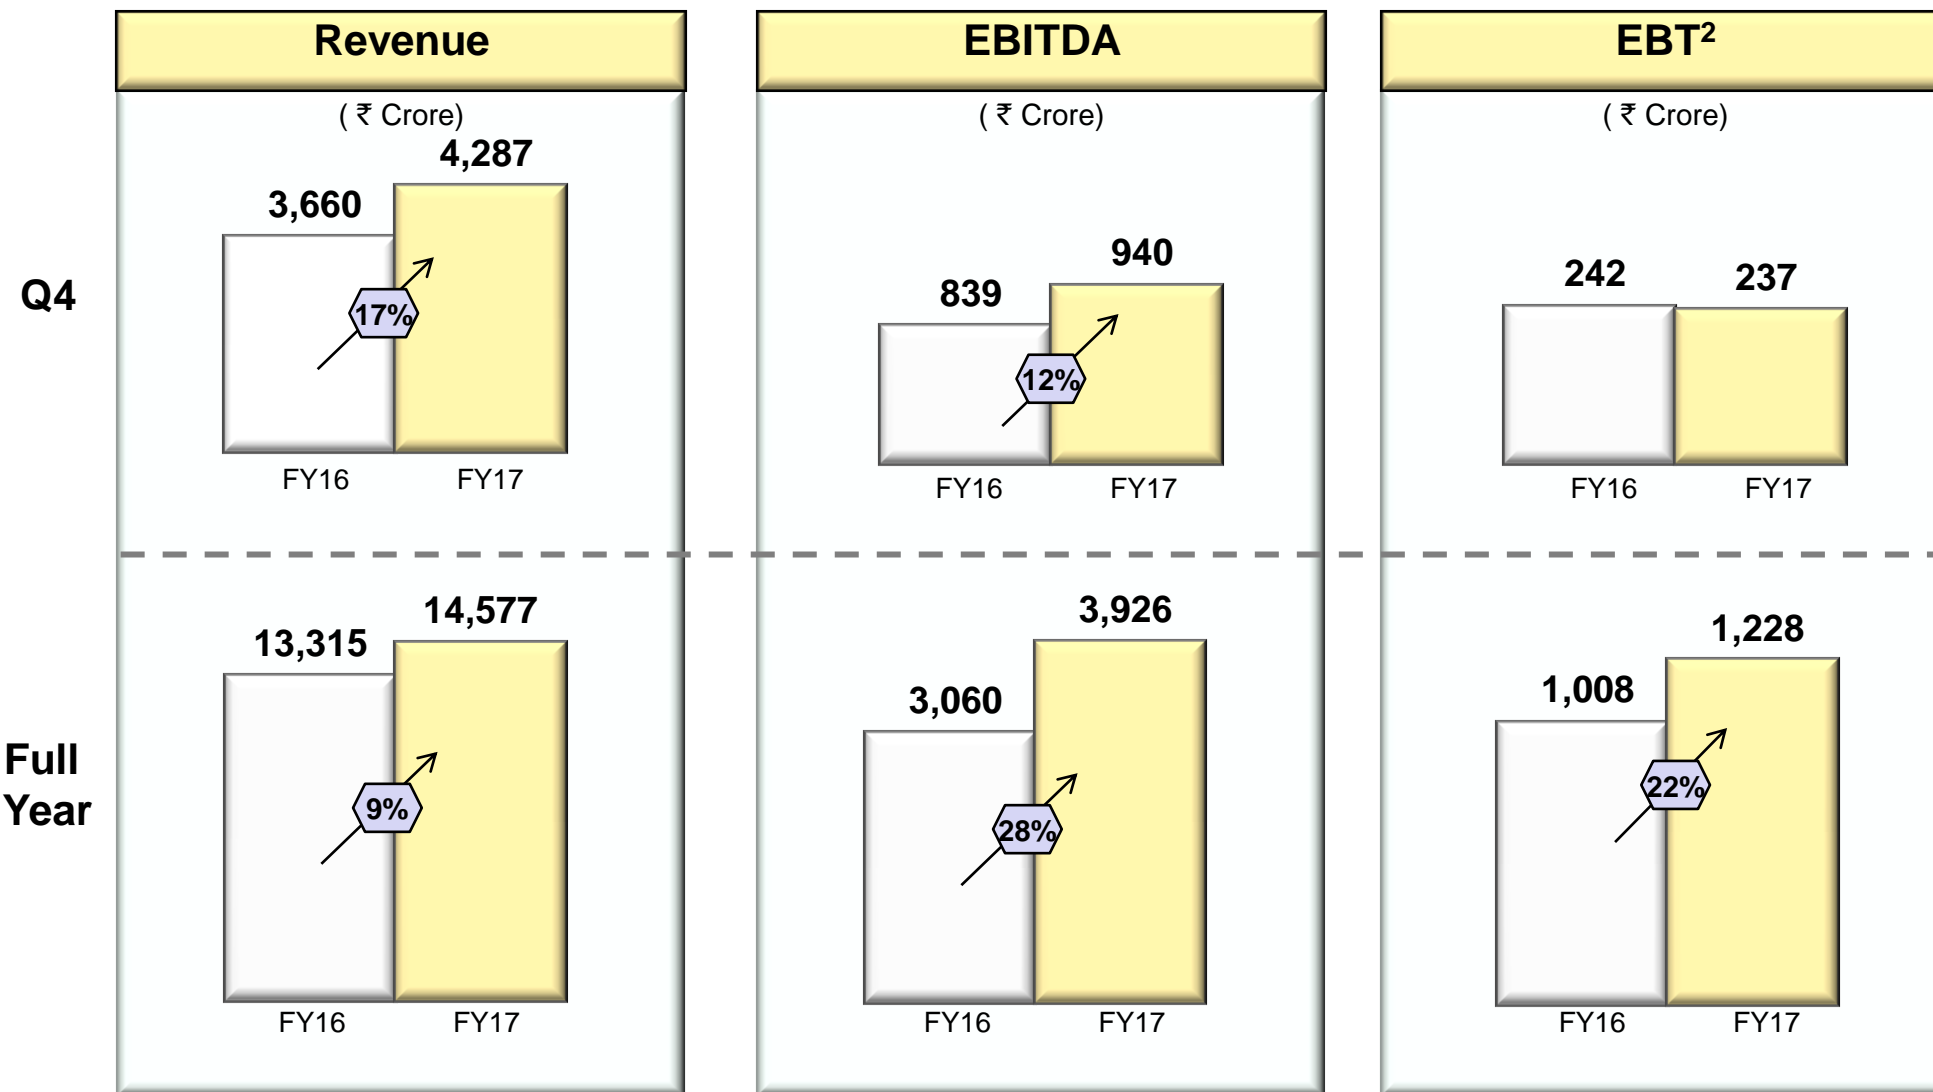 Revenue
EBITDA
EBT²
( ₹ Crore)
( ₹ Crore)
( ₹ Crore)
Q4
3,660
4,287
17%
FY16
FY17
839
940
12%
FY16
FY17
242
237
FY16
FY17
Full
Year
13,315
14,577
9%
FY16
FY17
3,060
3,926
28%
FY16
FY17
1,008
1,228
22%
FY16
FY17